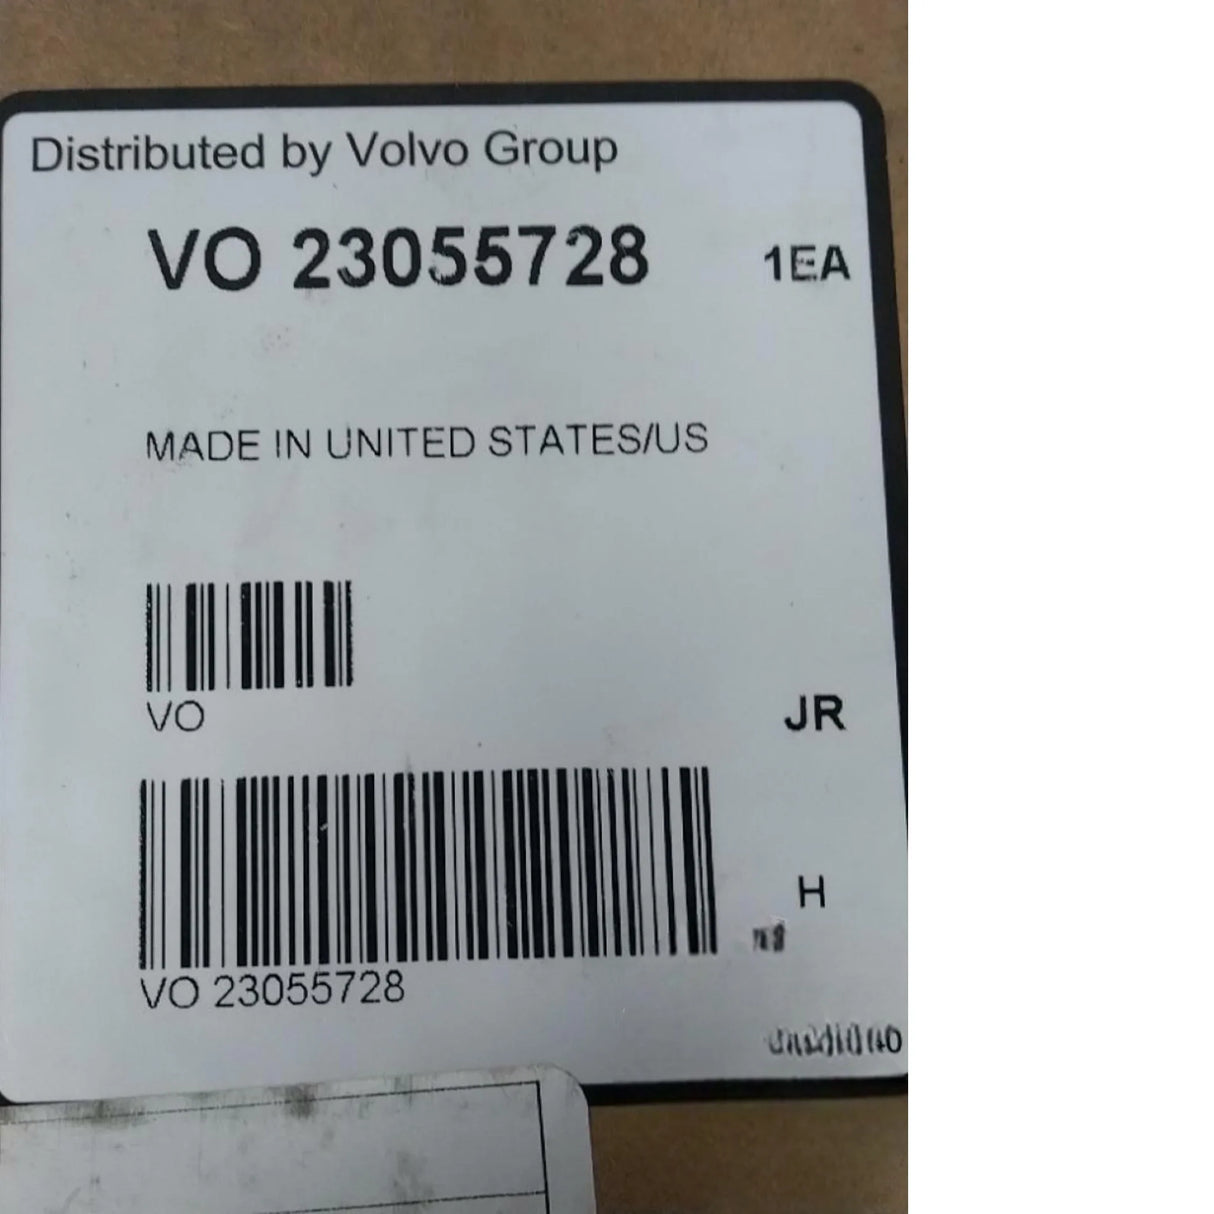 Distributed by Volvo Group
VO 23055728 1EA
MADE IN UNITED STATES/US
VO
JR
H
VO 23055728